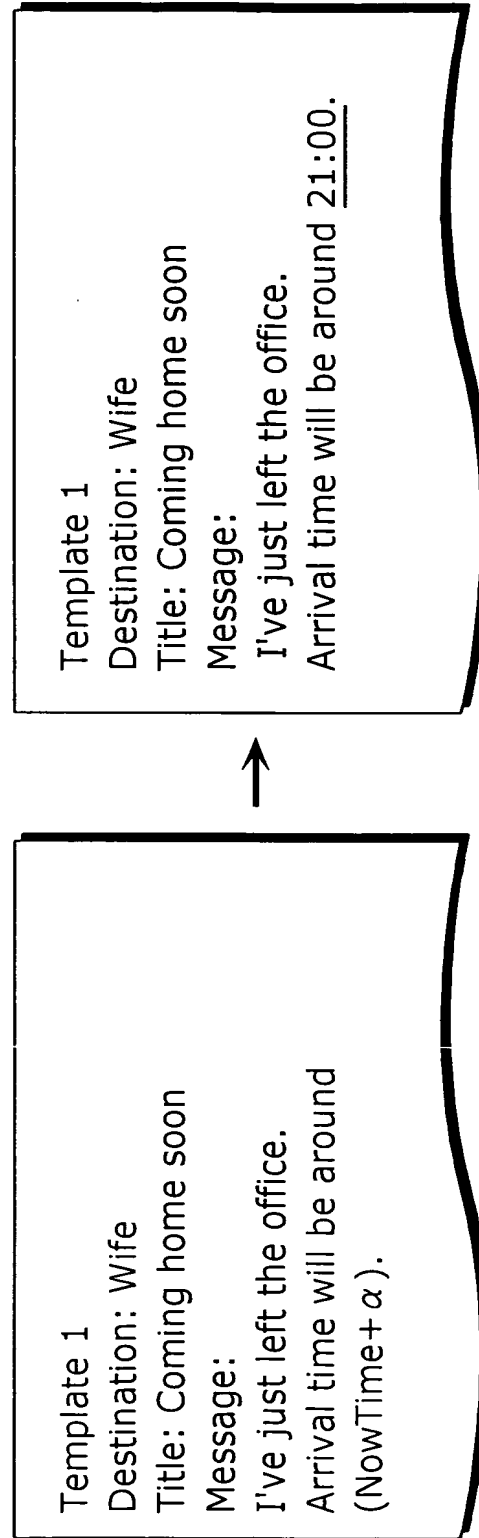 Template 1
Destination: Wife
Title: Coming home soon
Message:
I've just left the office.
Arrival time will be around
(NowTime+α).
Template 1
Destination: Wife
Title: Coming home soon
Message:
I've just left the office.
Arrival time will be around 21:00.